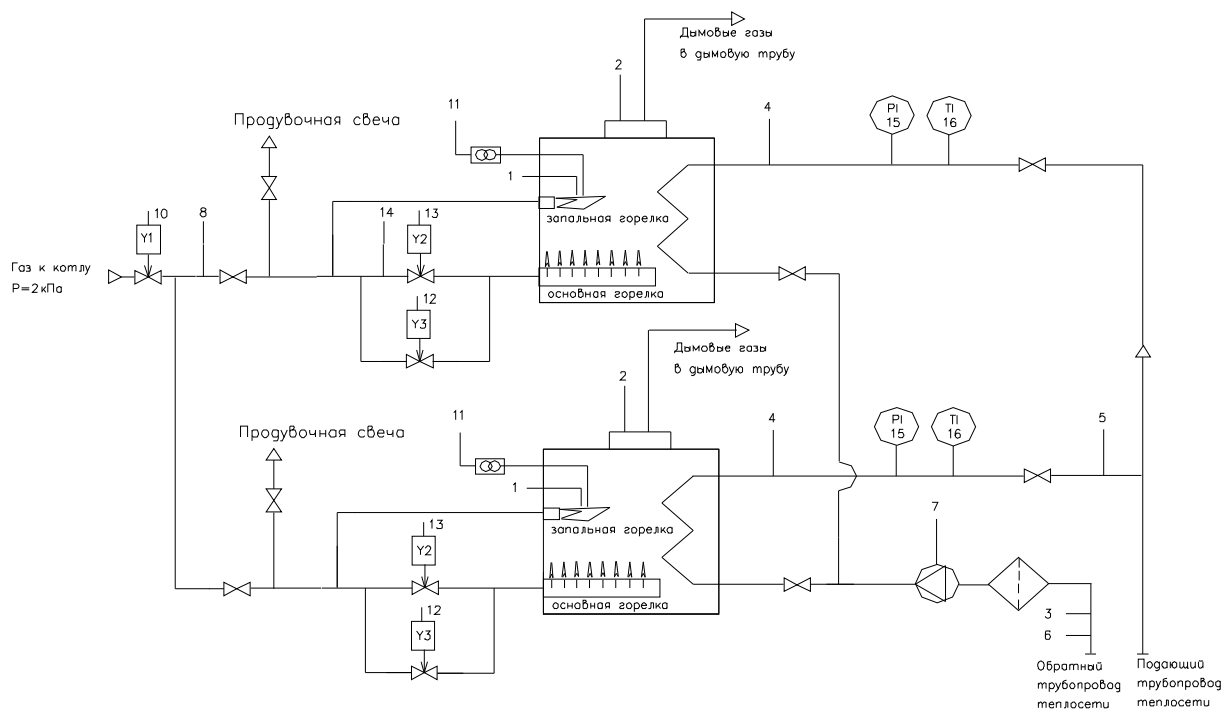 Дымовые газы
в дымовую трубу
2
11
4
PI
15
TI
16
Продувочная свеча
1
запальная горелка
10
8
14
13
Y1
Y2
Газ к котлу
P=2кПа
основная горелка
12
Y3
Дымовые газы
в дымовую трубу
2
11
4
PI
15
TI
16
5
Продувочная свеча
1
запальная горелка
7
13
Y2
основная горелка
12
Y3
3
6
Обратный
трубопровод
теплосети
Подающий
трубопровод
теплосети